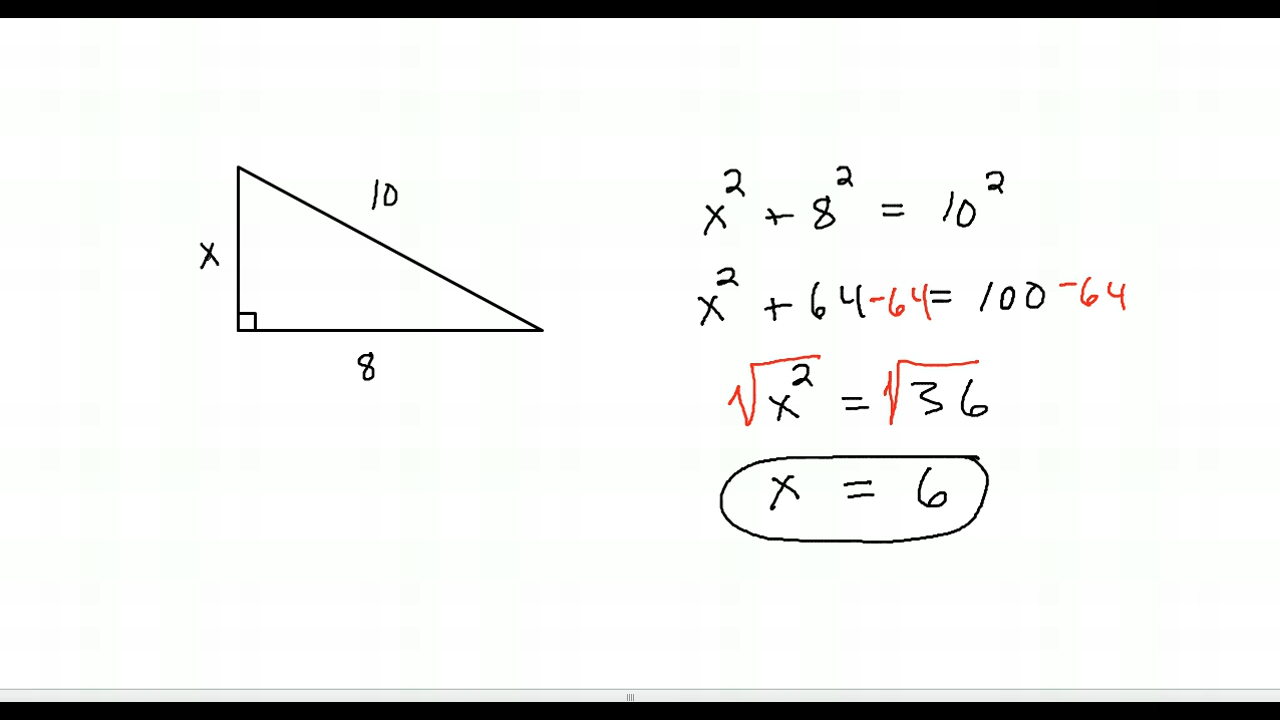 10
x
8
x² + 8² = 10²
x² + 64 -64 = 100 -64
√x² = √36
x = 6